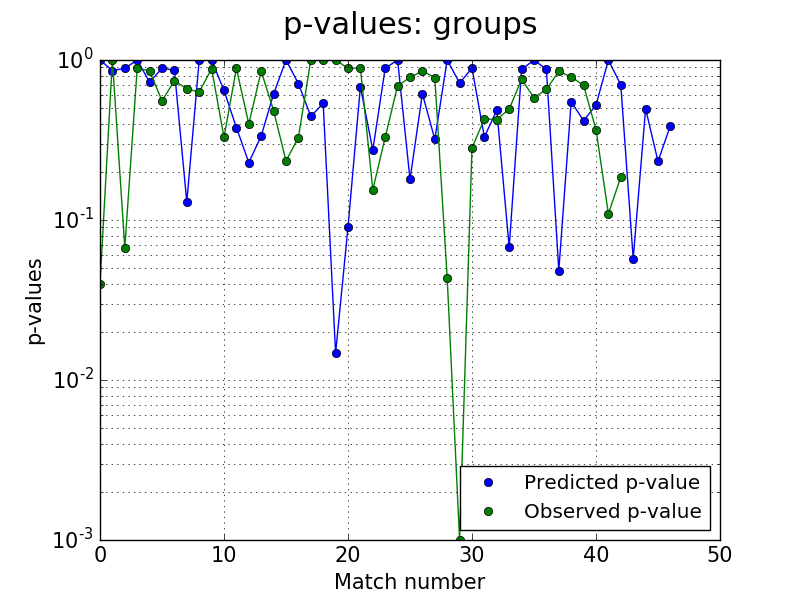 p-values: groups
10^0
10^-1
10^-2
10^-3
p-values
0 10 20 30 40 50
Match number
Predicted p-value
Observed p-value